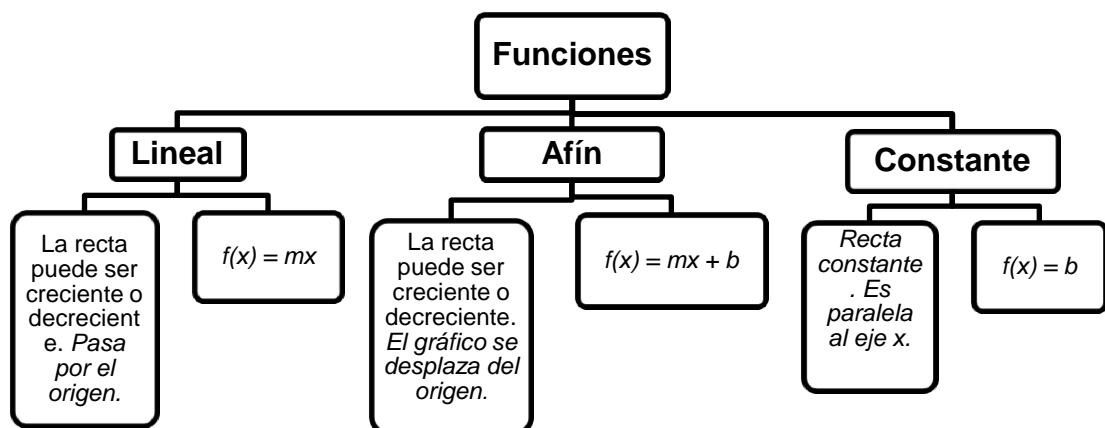 Funciones
Lineal
Afín
Constante
La recta
puede ser
creciente o
decrecient
e. Pasa
por el
origen.
f(x) = mx
La recta
puede ser
creciente o
decreciente.
El gráfico se
desplaza del
origen.
f(x) = mx + b
Recta
constante
. Es
paralela
al eje x.
f(x) = b